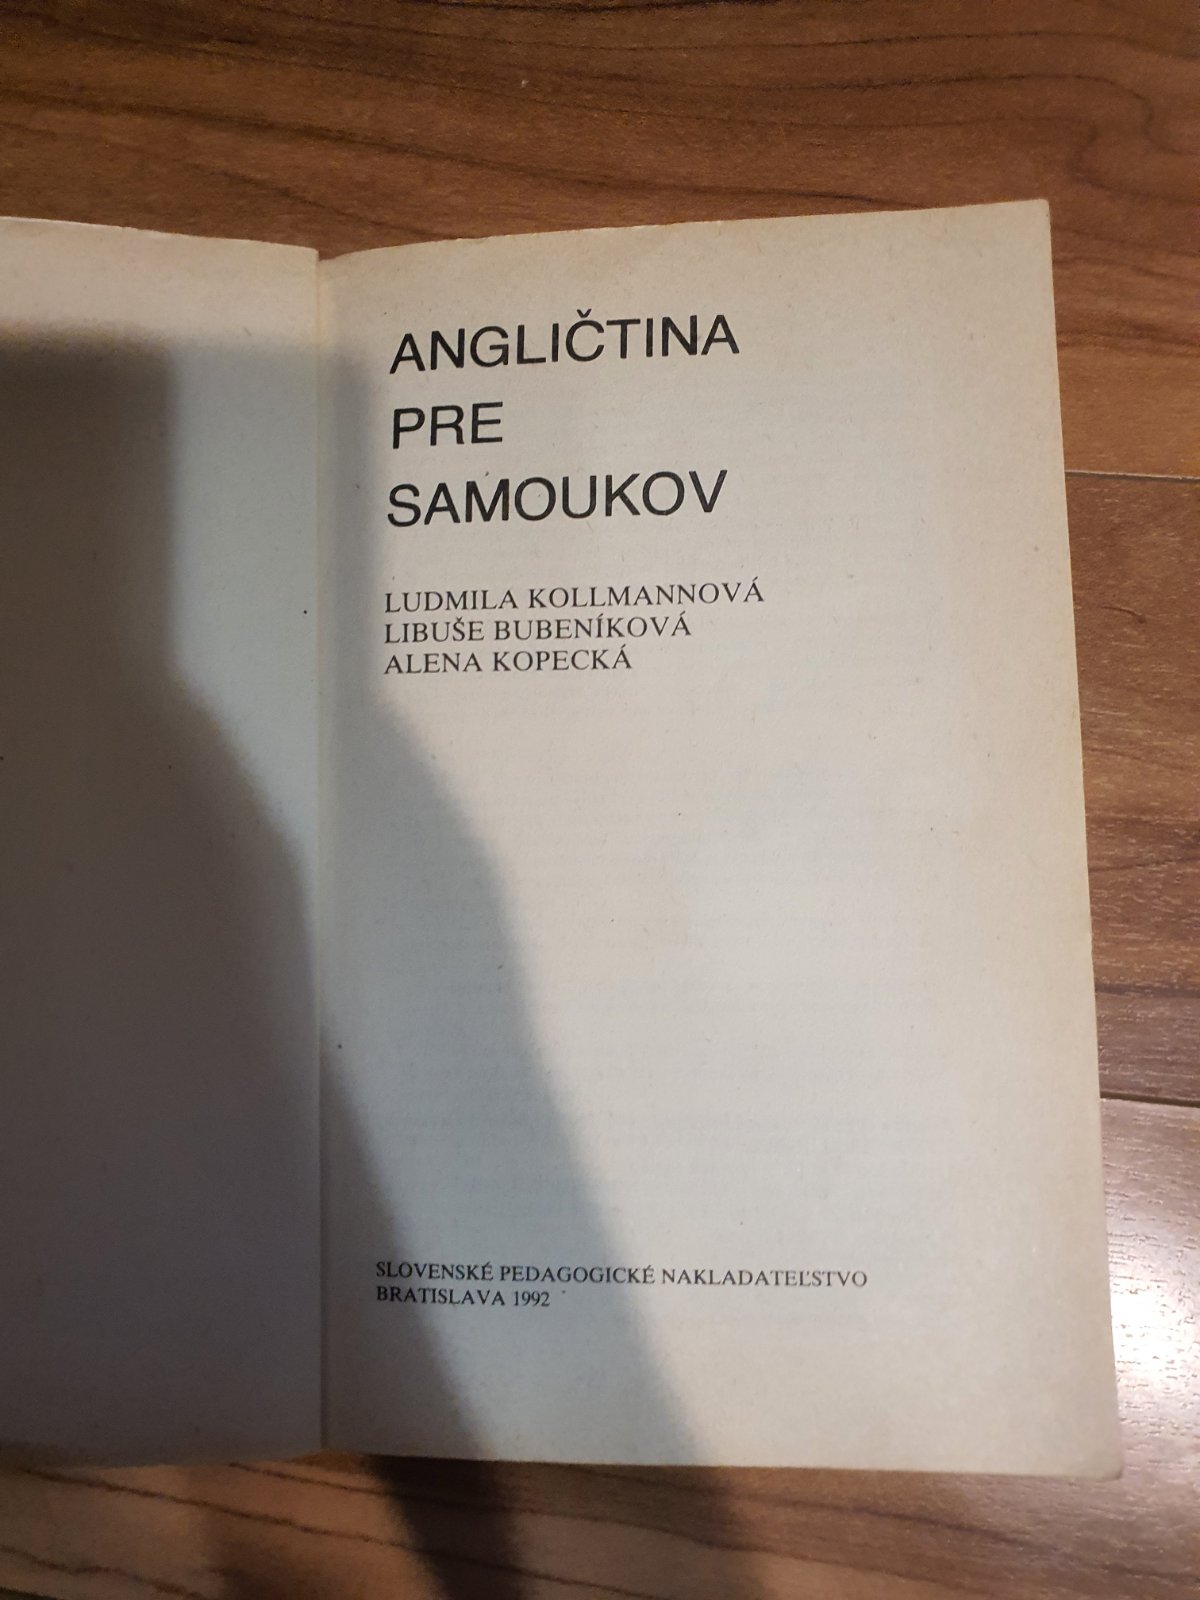 ANGLIČTINA
PRE
SAMOUKOV
LUDMILA KOLLMANNOVÁ
LIBUŠE BUBENÍKOVÁ
ALENA KOPECKÁ
SLOVENSKÉ PEDAGOGICKÉ NAKLADATEĽSTVO
BRATISLAVA 1992